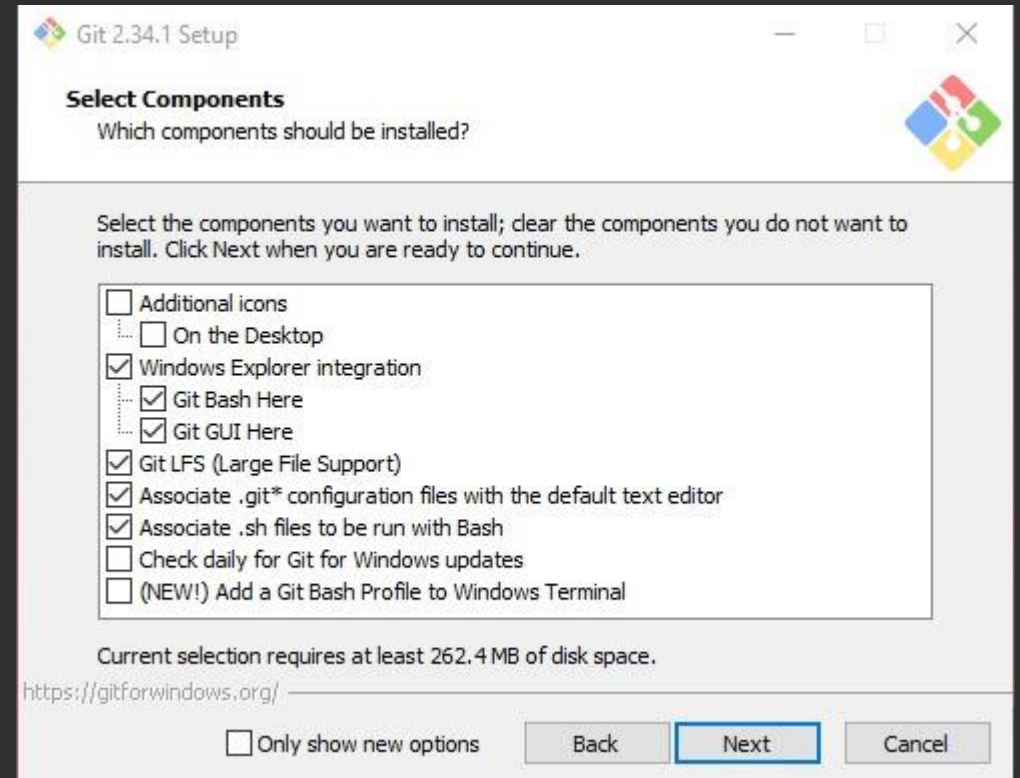 Git 2.34.1 Setup
Select Components
Which components should be installed?
Select the components you want to install; clear the components you do not want to
install. Click Next when you are ready to continue.
Additional icons
On the Desktop
Windows Explorer integration
Git Bash Here
Git GUI Here
Git LFS (Large File Support)
Associate .git* configuration files with the default text editor
Associate .sh files to be run with Bash
Check daily for Git for Windows updates
(NEW!) Add a Git Bash Profile to Windows Terminal
Current selection requires at least 262.4 MB of disk space.
https://gitforwindows.org/
Only show new options
Back
Next
Cancel